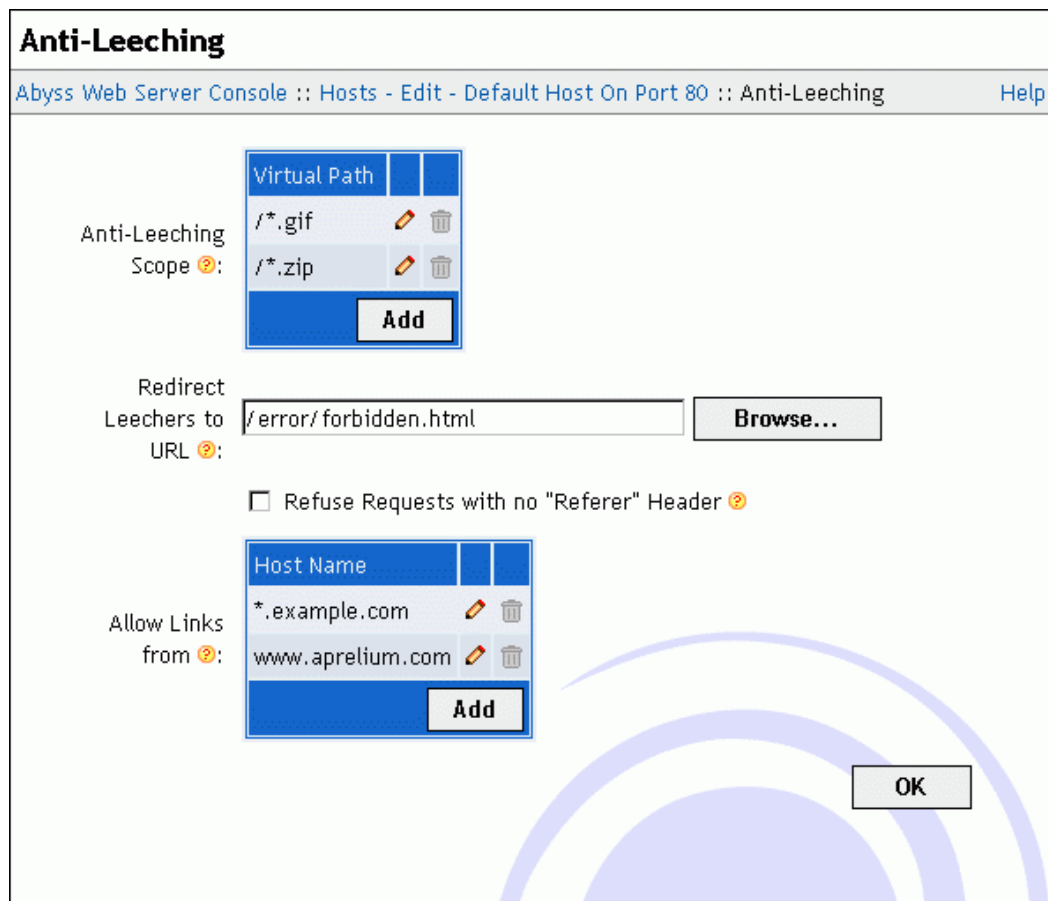 Anti-Leeching
Abyss Web Server Console :: Hosts - Edit - Default Host On Port 80 :: Anti-Leeching Help
Anti-Leeching
Scope ?:
Virtual Path
/*.gif
/*.zip
Add
Redirect
Leechers to
URL ?:
/error/forbidden.html
Browse...
Refuse Requests with no "Referer" Header ?
Allow Links
from ?:
Host Name
*.example.com
www.aprelium.com
Add
OK